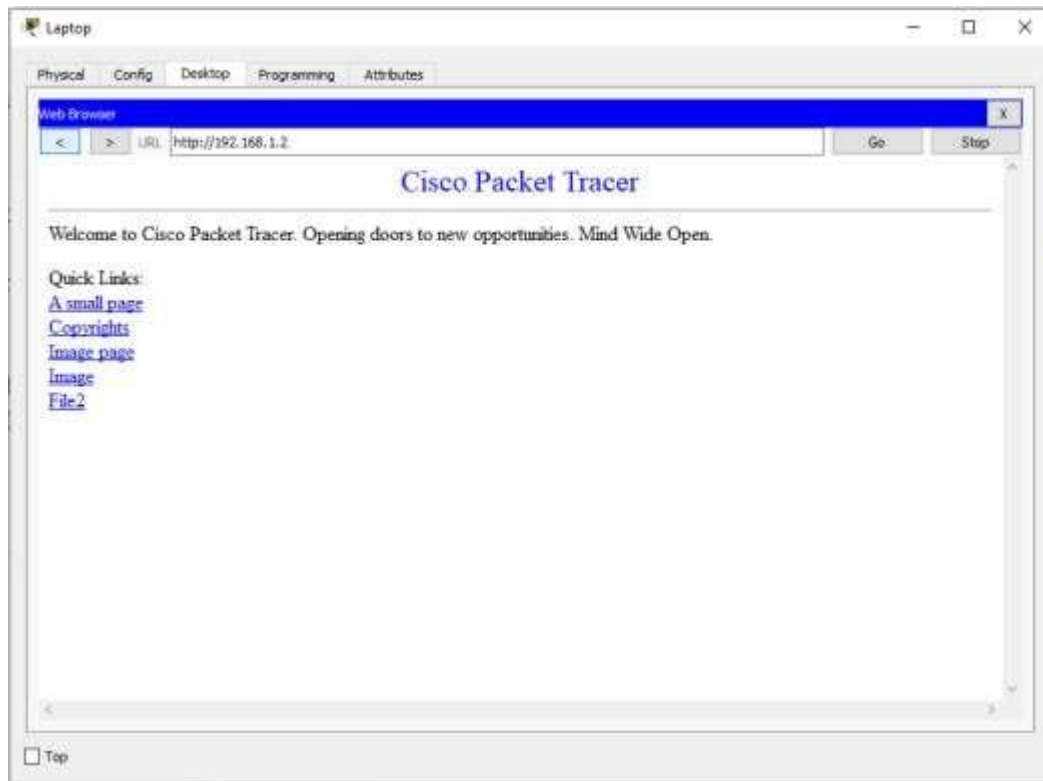 Laptop
Physical Config Desktop Programming Attributes
Web Browser
X
< > URL http://192.168.1.2 Go Stop
Cisco Packet Tracer
Welcome to Cisco Packet Tracer. Opening doors to new opportunities. Mind Wide Open.
Quick Links:
A small page
Copyrights
Image page
Image
File2
Top